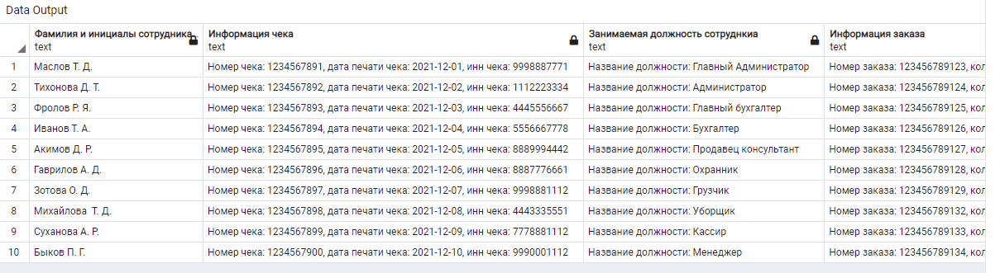 Data Output
Фамилия и инициалы сотрудника Информация чека Занимаемая должность сотруднкиа Информация заказа
text text text text
1 Маслов Т. Д. Номер чека: 1234567891, дата печати чека: 2021-12-01, инн чека: 9998887771 Название должности: Главный Администратор Номер заказа: 123456789123, кол
2 Тихонова Д. Т. Номер чека: 1234567892, дата печати чека: 2021-12-02, инн чека: 1112223334 Название должности: Администратор Номер заказа: 123456789124, кол
3 Фролов Р. Я. Номер чека: 1234567893, дата печати чека: 2021-12-03, инн чека: 4445556667 Название должности: Главный бухгалтер Номер заказа: 123456789125, кол
4 Иванов Т. А. Номер чека: 1234567894, дата печати чека: 2021-12-04, инн чека: 5556667778 Название должности: Бухгалтер Номер заказа: 123456789126, кол
5 Акимов Д. Р. Номер чека: 1234567895, дата печати чека: 2021-12-05, инн чека: 8889994442 Название должности: Продавец консультант Номер заказа: 123456789127, кол
6 Гаврилов А. Д. Номер чека: 1234567896, дата печати чека: 2021-12-06, инн чека: 8887776661 Название должности: Охранник Номер заказа: 123456789128, кол
7 Зотова О. Д. Номер чека: 1234567897, дата печати чека: 2021-12-07, инн чека: 9998881112 Название должности: Грузчик Номер заказа: 123456789129, кол
8 Михайлова Т. Д. Номер чека: 1234567898, дата печати чека: 2021-12-08, инн чека: 4443335551 Название должности: Уборщик Номер заказа: 123456789132, кол
9 Суханова А. Р. Номер чека: 1234567899, дата печати чека: 2021-12-09, инн чека: 7778881112 Название должности: Кассир Номер заказа: 123456789133, кол
10 Быков П. Г. Номер чека: 1234567900, дата печати чека: 2021-12-10, инн чека: 9990001112 Название должности: Менеджер Номер заказа: 123456789134, кол